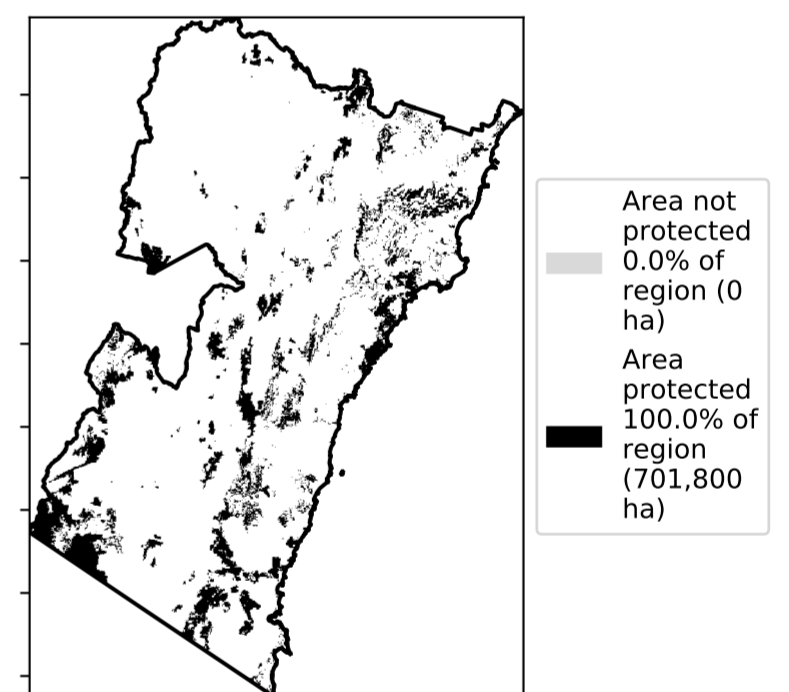 Area not
protected
0.0% of
region (0
ha)
Area
protected
100.0% of
region
(701,800
ha)